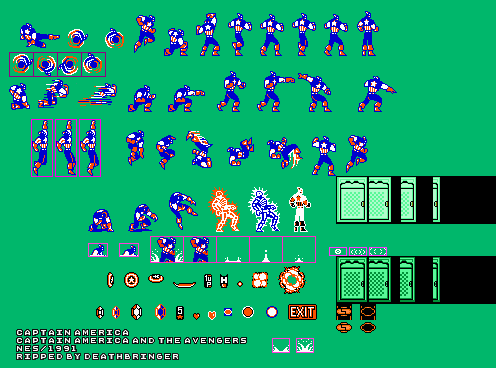 EXIT
CAPTAIN AMERICA
CAPTAIN AMERICA AND THE AVENGERS
NES/1991
RIPPED BY DEATHBRINGER